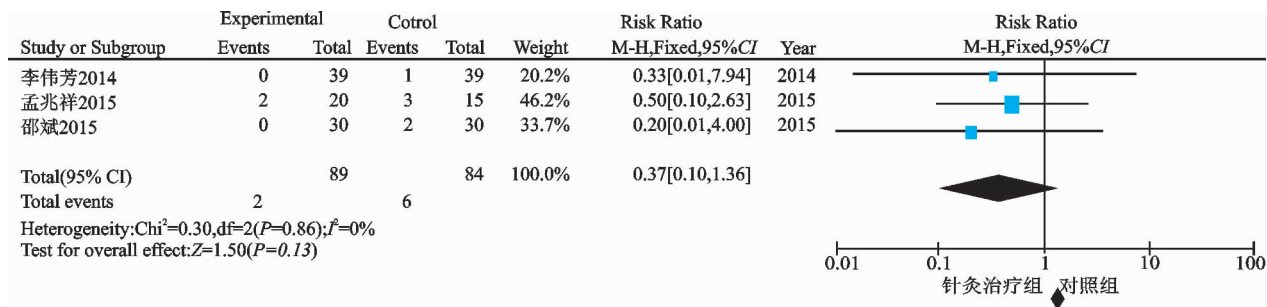 Experimental Cotrol Risk Ratio Risk Ratio
Study or Subgroup Events Total Events Total Weight M-H,Fixed,95%CI Year M-H,Fixed,95%CI
李伟芳2014 0 39 1 39 20.2% 0.33[0.01,7.94] 2014
孟兆祥2015 2 20 3 15 46.2% 0.50[0.10,2.63] 2015
邵斌2015 0 30 2 30 33.7% 0.20[0.01,4.00] 2015
Total(95% CI) 89 84 100.0% 0.37[0.10,1.36]
Total events 2 6
Heterogeneity:Chi²=0.30,df=2(P=0.86);I²=0%
Test for overall effect:Z=1.50(P=0.13)
0.01 0.1 1 10 100
针灸治疗组 对照组